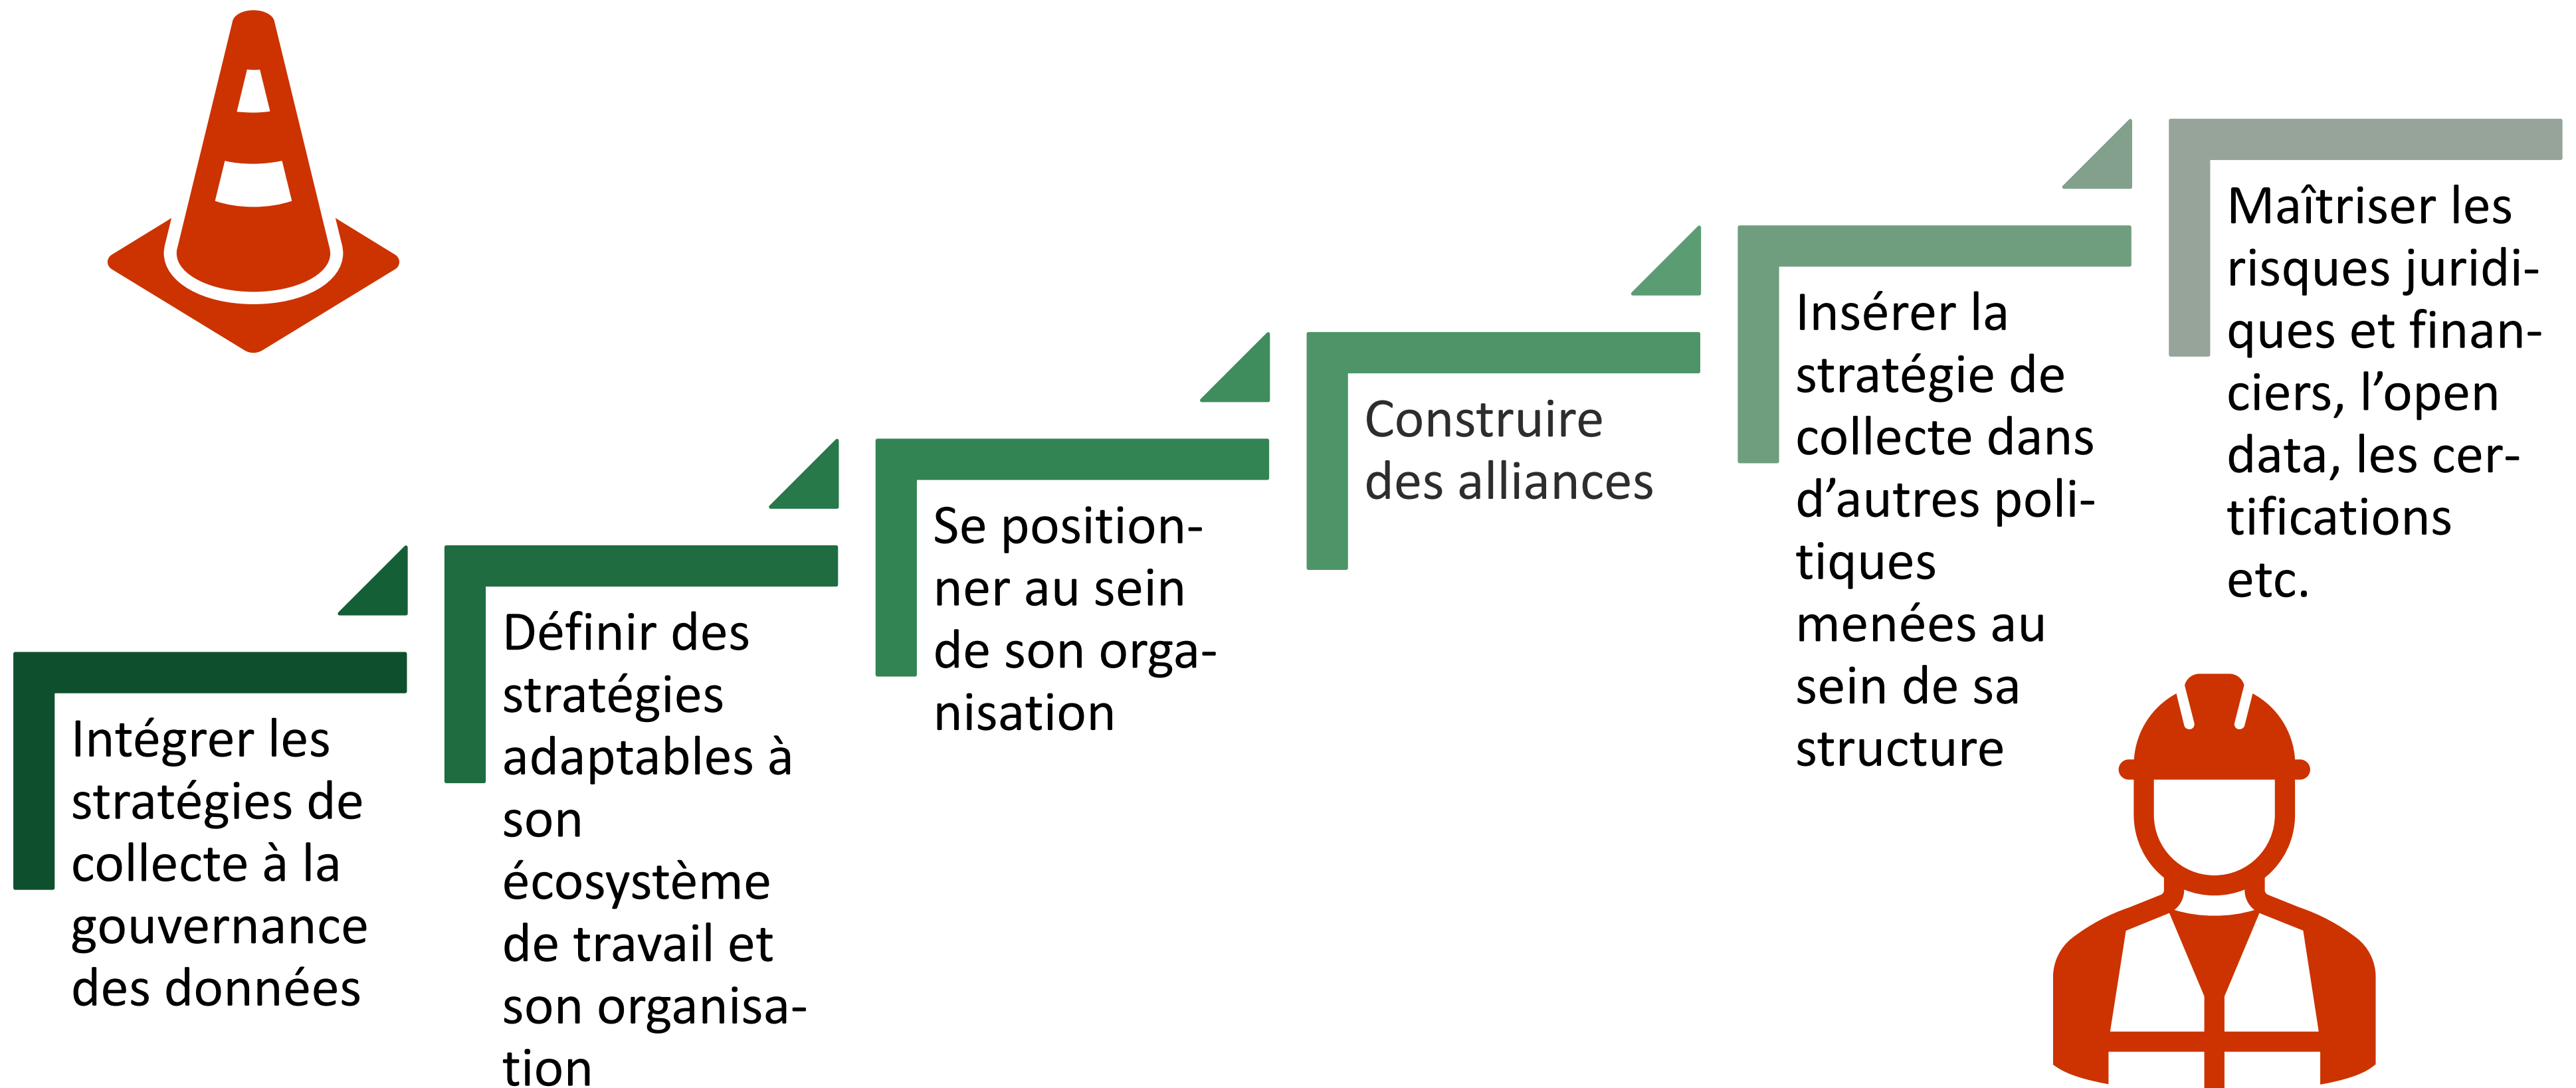 Intégrer les
stratégies de
collecte à la
gouvernance
des données
Définir des
stratégies
adaptables à
son
écosystème
de travail et
son organisa-
tion
Se position-
ner au sein
de son orga-
nisation
Construire
des alliances
Insérer la
stratégie de
collecte dans
d’autres poli-
tiques
menées au
sein de sa
structure
Maîtriser les
risques juridi-
ques et finan-
ciers, l’open
data, les cer-
tifications
etc.